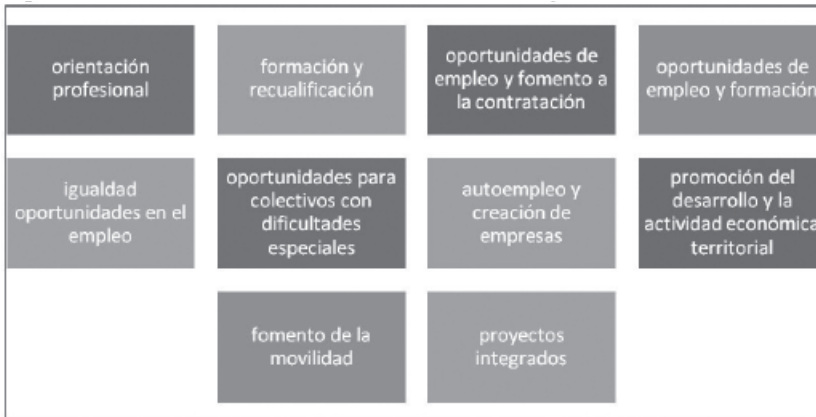 orientación
profesional
formación y
recualificación
oportunidades de
empleo y fomento a
la contratación
oportunidades de
empleo y formación
igualdad
oportunidades en el
empleo
oportunidades para
colectivos con
dificultades
especiales
autoempleo y
creación de
empresas
promoción del
desarrollo y la
actividad económica
territorial
fomento de la
movilidad
proyectos
integrados